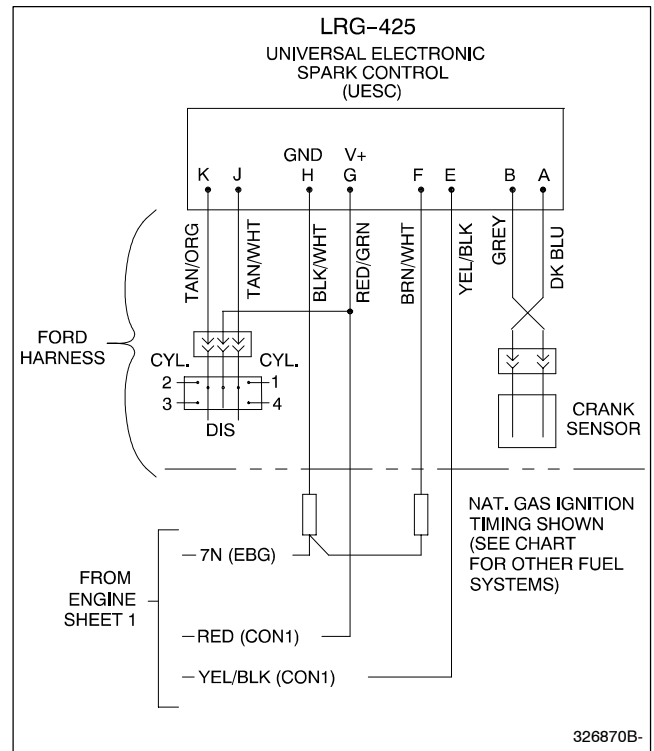 LRG–425
UNIVERSAL ELECTRONIC
SPARK CONTROL
(UESC)
GND V+
K J H G F E B A
TAN/ORG
TAN/WHT
BLK/WHT
RED/GRN
BRN/WHT
YEL/BLK
GREY
DK BLU
FORD
HARNESS
CYL. CYL.
2 1
3 4
DIS
CRANK
SENSOR
NAT. GAS IGNITION
TIMING SHOWN
(SEE CHART
FOR OTHER FUEL
SYSTEMS)
FROM
ENGINE
SHEET 1
7N (EBG)
RED (CON1)
YEL/BLK (CON1)
326870B-